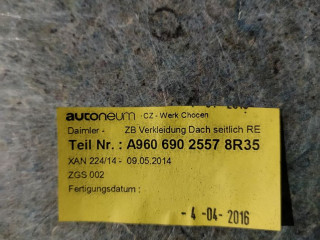 autoneum CZ - Werk Chocen
Daimler - ZB Verkleidung Dach seitlich RE
Teil Nr. : A960 690 2557 8R35
XAN 224/14 - 09.05.2014
ZGS 002
Fertigungsdatum :
- 4 -04- 2016